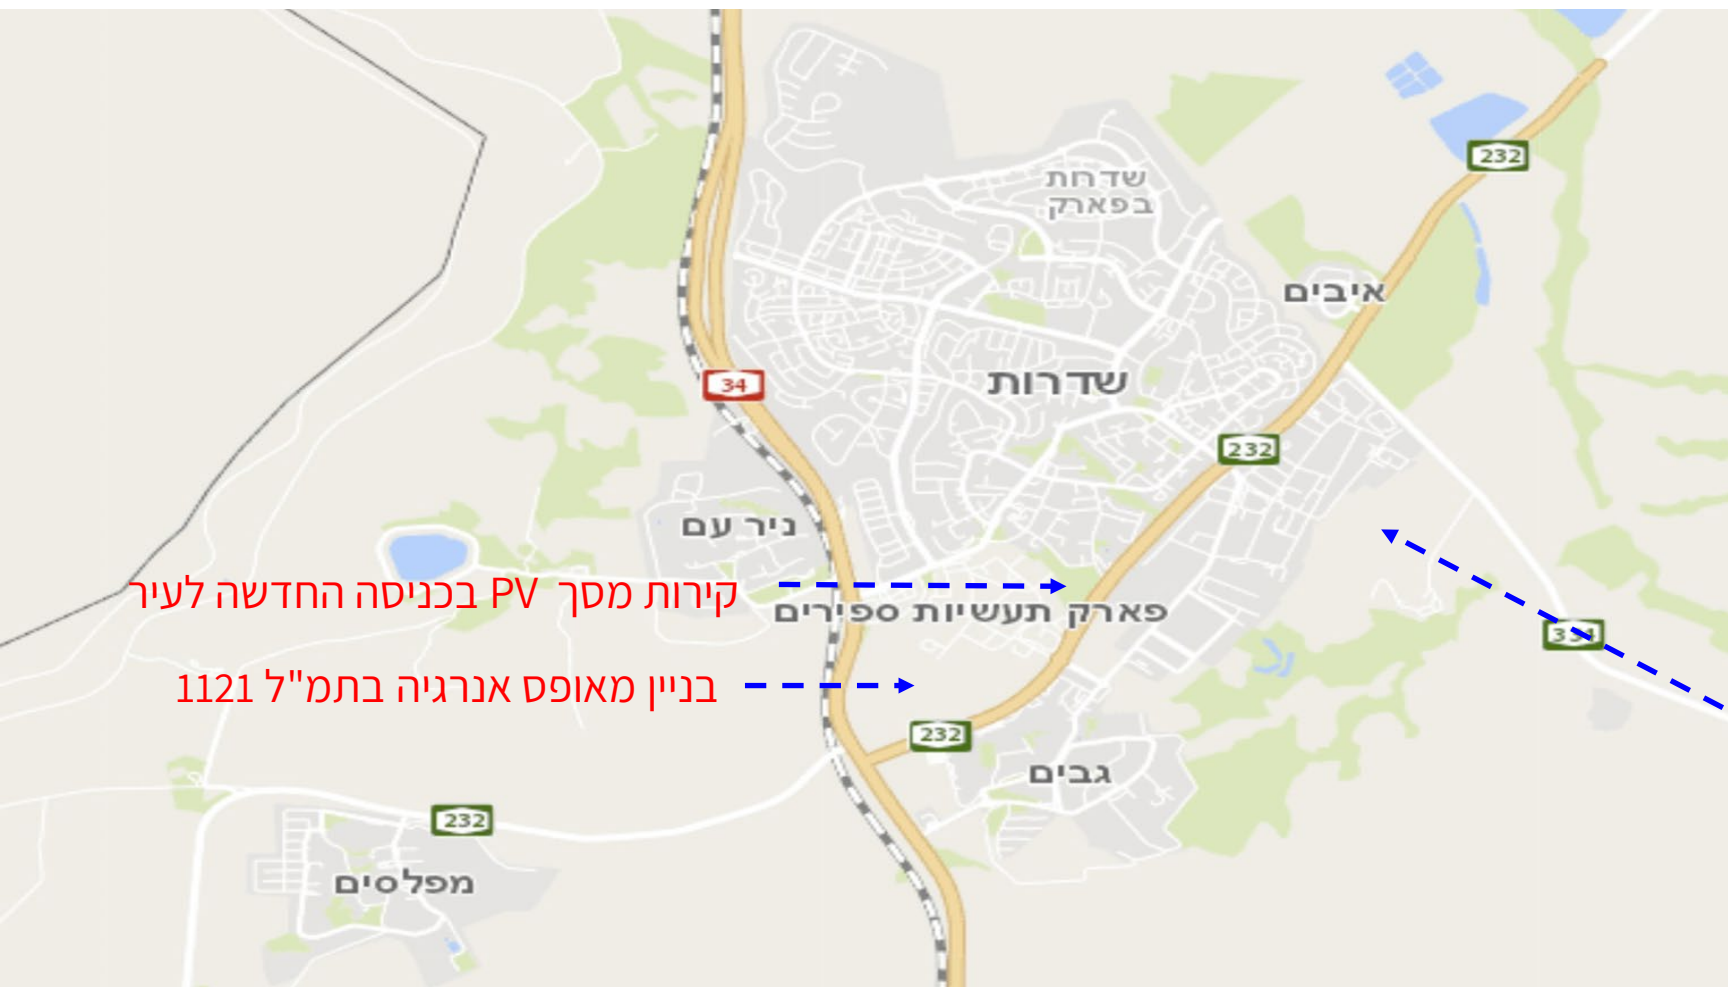 232
שדרות
בפארק
איבים
שדרות
34
232
ניר עם
קירות מסך PV בכניסה החדשה לעיר
פארק תעשיות ספירים
334
בניין מאופס אנרגיה בתמ"ל 1121
232
גבים
232
מפלסים